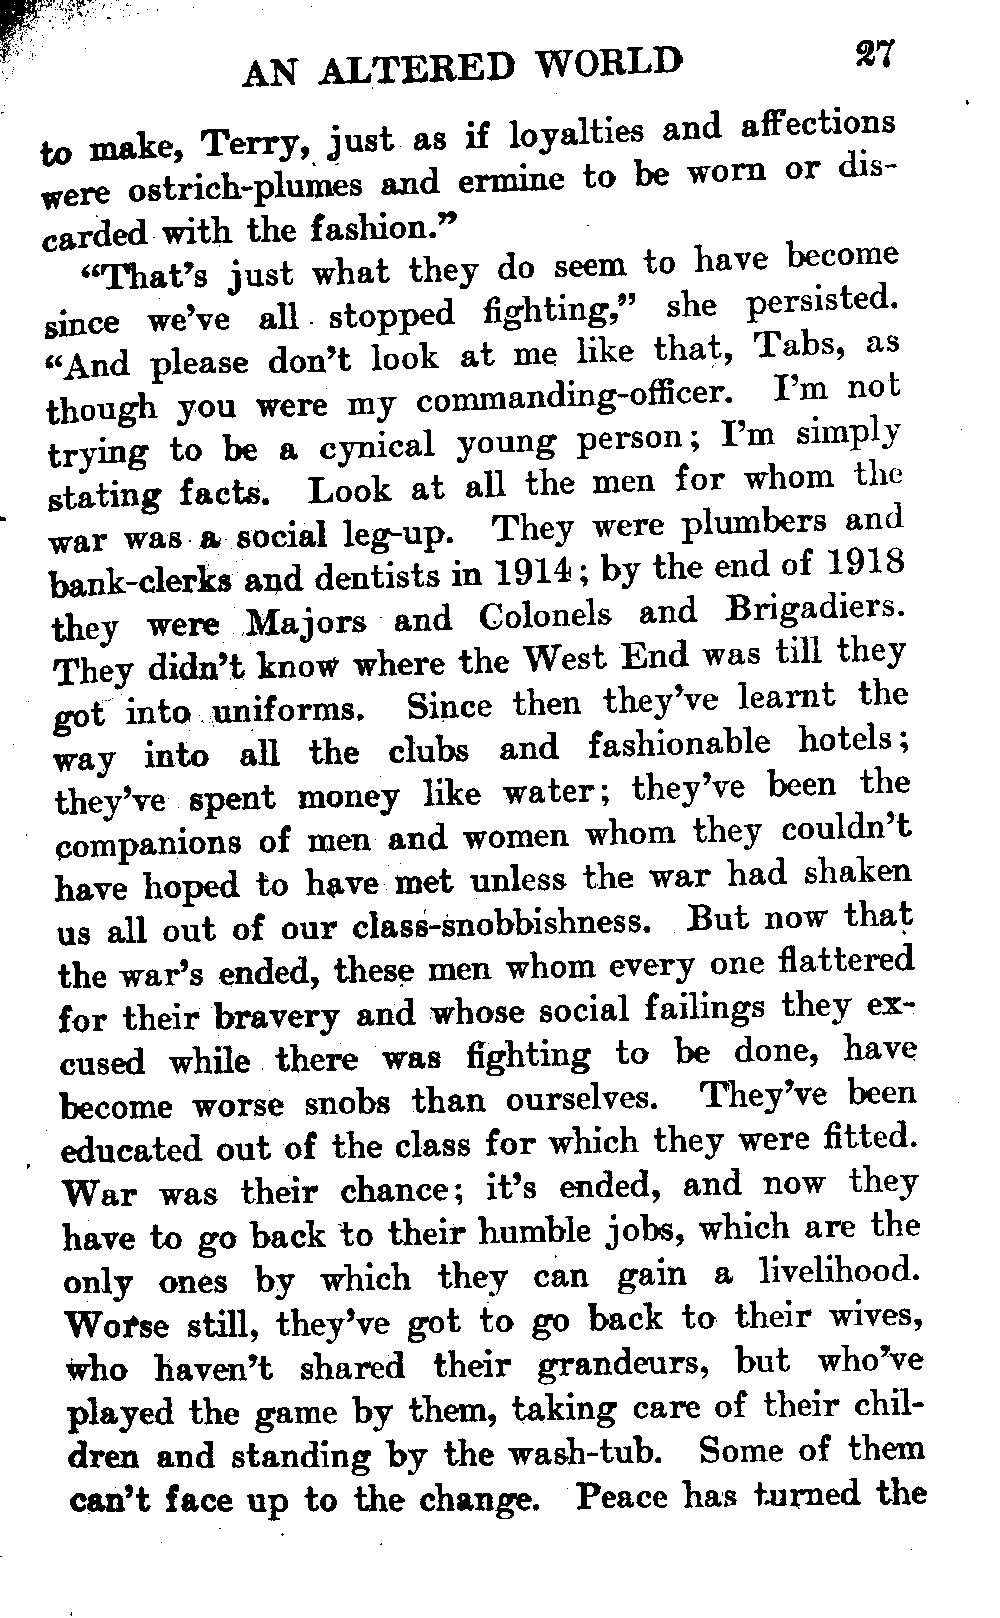 AN ALTERED WORLD 27
to make, Terry, just as if loyalties and affections
were ostrich-plumes and ermine to be worn or dis-
carded with the fashion.”
“That’s just what they do seem to have become
since we’ve all stopped fighting,” she persisted.
“And please don’t look at me like that, Tabs, as
though you were my commanding-officer. I’m not
trying to be a cynical young person; I’m simply
stating facts. Look at all the men for whom the
war was a social leg-up. They were plumbers and
bank-clerks and dentists in 1914; by the end of 1918
they were Majors and Colonels and Brigadiers.
They didn’t know where the West End was till they
got into uniforms. Since then they’ve learnt the
way into all the clubs and fashionable hotels;
they’ve spent money like water; they’ve been the
companions of men and women whom they couldn’t
have hoped to have met unless the war had shaken
us all out of our class-snobbishness. But now that
the war’s ended, these men whom every one flattered
for their bravery and whose social failings they ex-
cused while there was fighting to be done, have
become worse snobs than ourselves. They’ve been
educated out of the class for which they were fitted.
War was their chance; it’s ended, and now they
have to go back to their humble jobs, which are the
only ones by which they can gain a livelihood.
Worse still, they’ve got to go back to their wives,
who haven’t shared their grandeurs, but who’ve
played the game by them, taking care of their chil-
dren and standing by the wash-tub. Some of them
can’t face up to the change. Peace has turned the